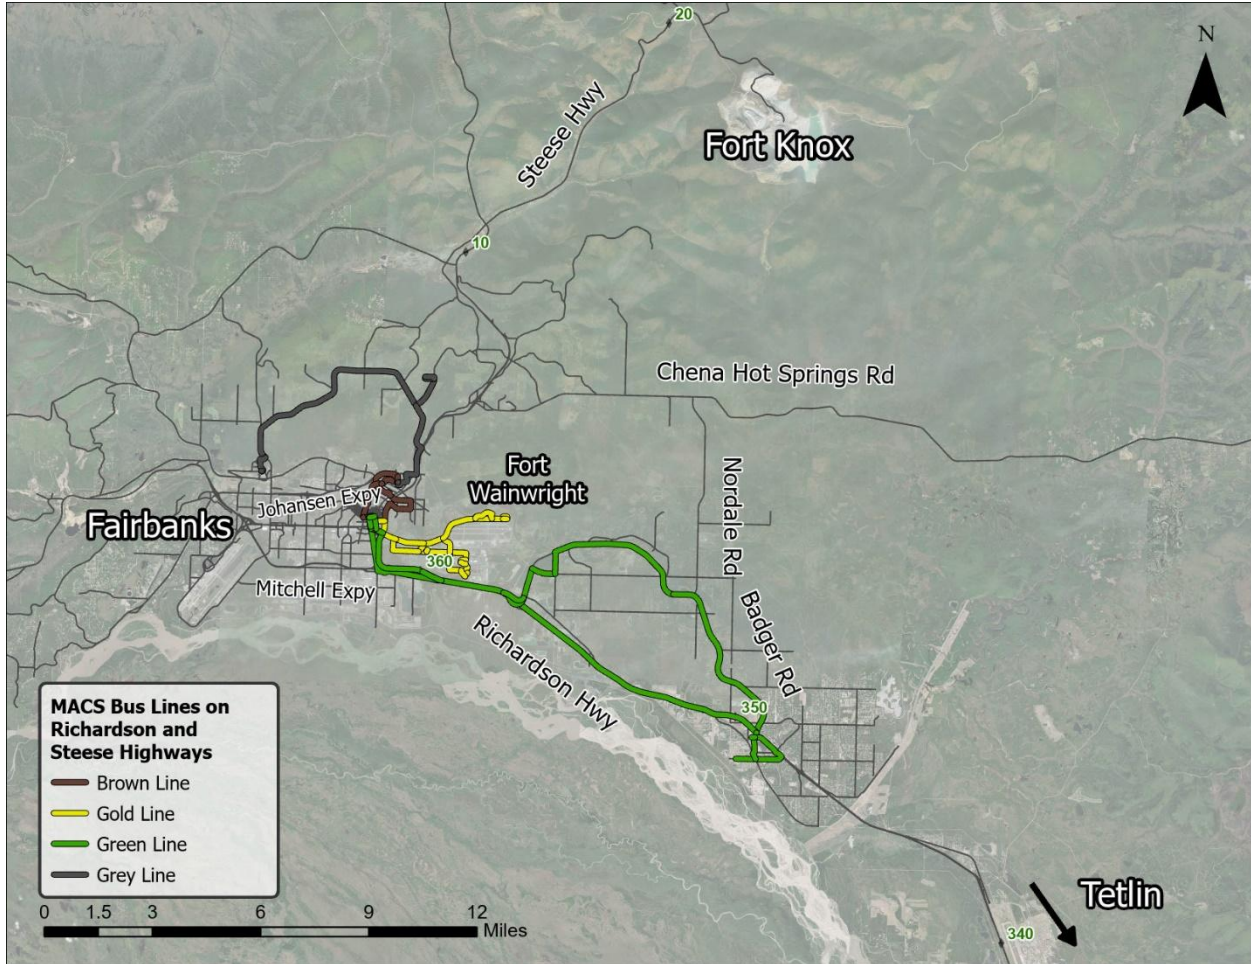 20
N
Steese Hwy
Fort Knox
10
Chena Hot Springs Rd
Fort
Wainwright
Nordale Rd
Johansen Expy
Fairbanks
360
Mitchell Expy
Badger Rd
Richardson Hwy
350
MACS Bus Lines on
Richardson and
Steese Highways
Brown Line
Gold Line
Green Line
Grey Line
Tetlin
0 1.5 3 6 9 12
Miles
340